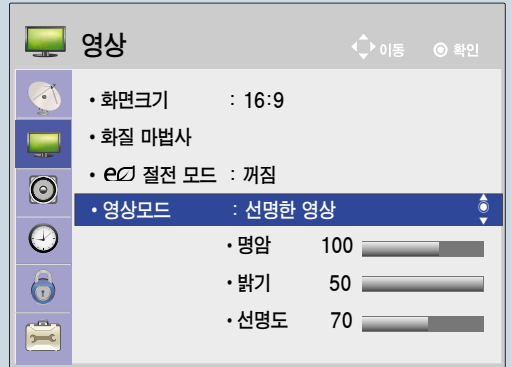 영상 이동 확인
• 화면크기 : 16:9
• 화질 마법사
• e 절전 모드 : 꺼짐
• 영상모드 : 선명한 영상
• 명암 100
• 밝기 50
• 선명도 70